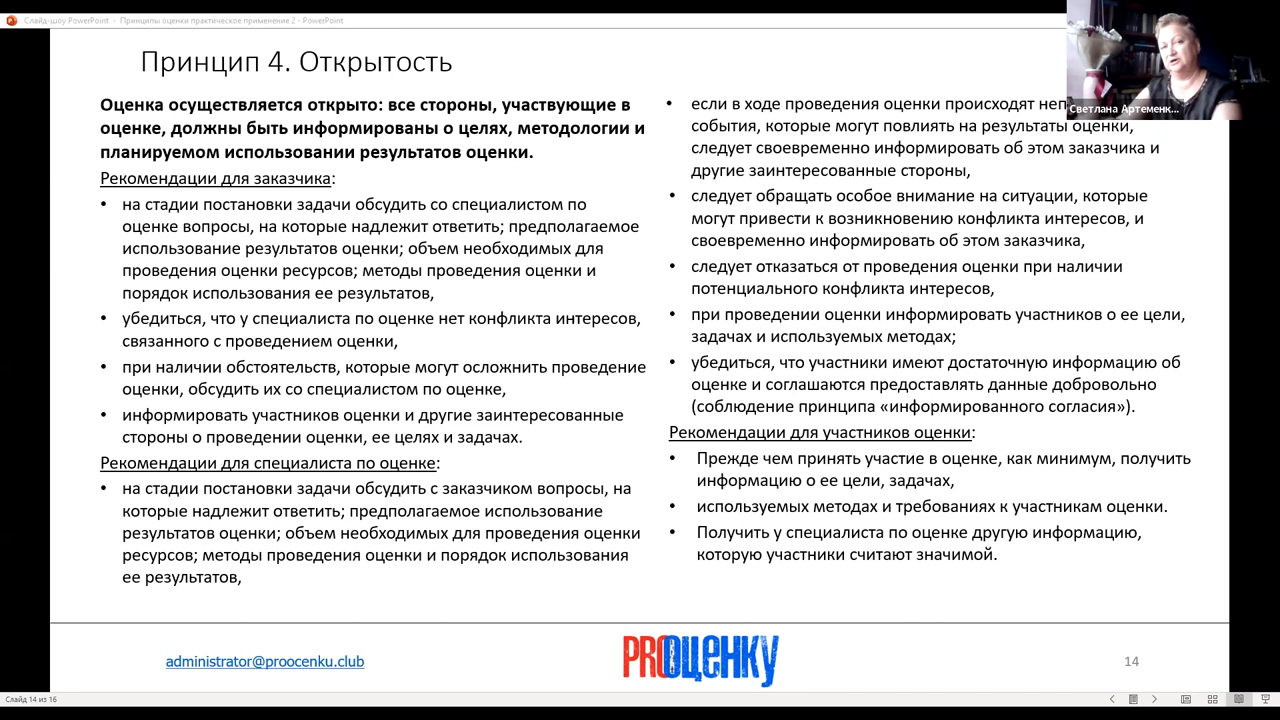 Слайд-шоу PowerPoint - Принципы оценки практическое применение 2 - PowerPoint
Принцип 4. Открытость
Оценка осуществляется открыто: все стороны, участвующие в
оценке, должны быть информированы о целях, методологии и
планируемом использовании результатов оценки.
Рекомендации для заказчика:
• на стадии постановки задачи обсудить со специалистом по
оценке вопросы, на которые надлежит ответить; предполагаемое
использование результатов оценки; объем необходимых для
проведения оценки ресурсов; методы проведения оценки и
порядок использования ее результатов,
• убедиться, что у специалиста по оценке нет конфликта интересов,
связанного с проведением оценки,
• при наличии обстоятельств, которые могут осложнить проведение
оценки, обсудить их со специалистом по оценке,
• информировать участников оценки и другие заинтересованные
стороны о проведении оценки, ее целях и задачах.
Рекомендации для специалиста по оценке:
• на стадии постановки задачи обсудить с заказчиком вопросы, на
которые надлежит ответить; предполагаемое использование
результатов оценки; объем необходимых для проведения оценки
ресурсов; методы проведения оценки и порядок использования
ее результатов,
• если в ходе проведения оценки происходят
события, которые могут повлиять на результаты оценки,
следует своевременно информировать об этом заказчика и
другие заинтересованные стороны,
• следует обращать особое внимание на ситуации, которые
могут привести к возникновению конфликта интересов, и
своевременно информировать об этом заказчика,
• следует отказаться от проведения оценки при наличии
потенциального конфликта интересов,
• при проведении оценки информировать участников о ее цели,
задачах и используемых методах;
• убедиться, что участники имеют достаточную информацию об
оценке и соглашаются предоставлять данные добровольно
(соблюдение принципа «информированного согласия»).
Рекомендации для участников оценки:
• Прежде чем принять участие в оценке, как минимум, получить
информацию о ее цели, задачах,
• используемых методах и требованиях к участникам оценки.
• Получить у специалиста по оценке другую информацию,
которую участники считают значимой.
Светлана Артеменк...
administrator@proocenku.club
PROОЦЕНКУ
14
Слайд 14 из 16